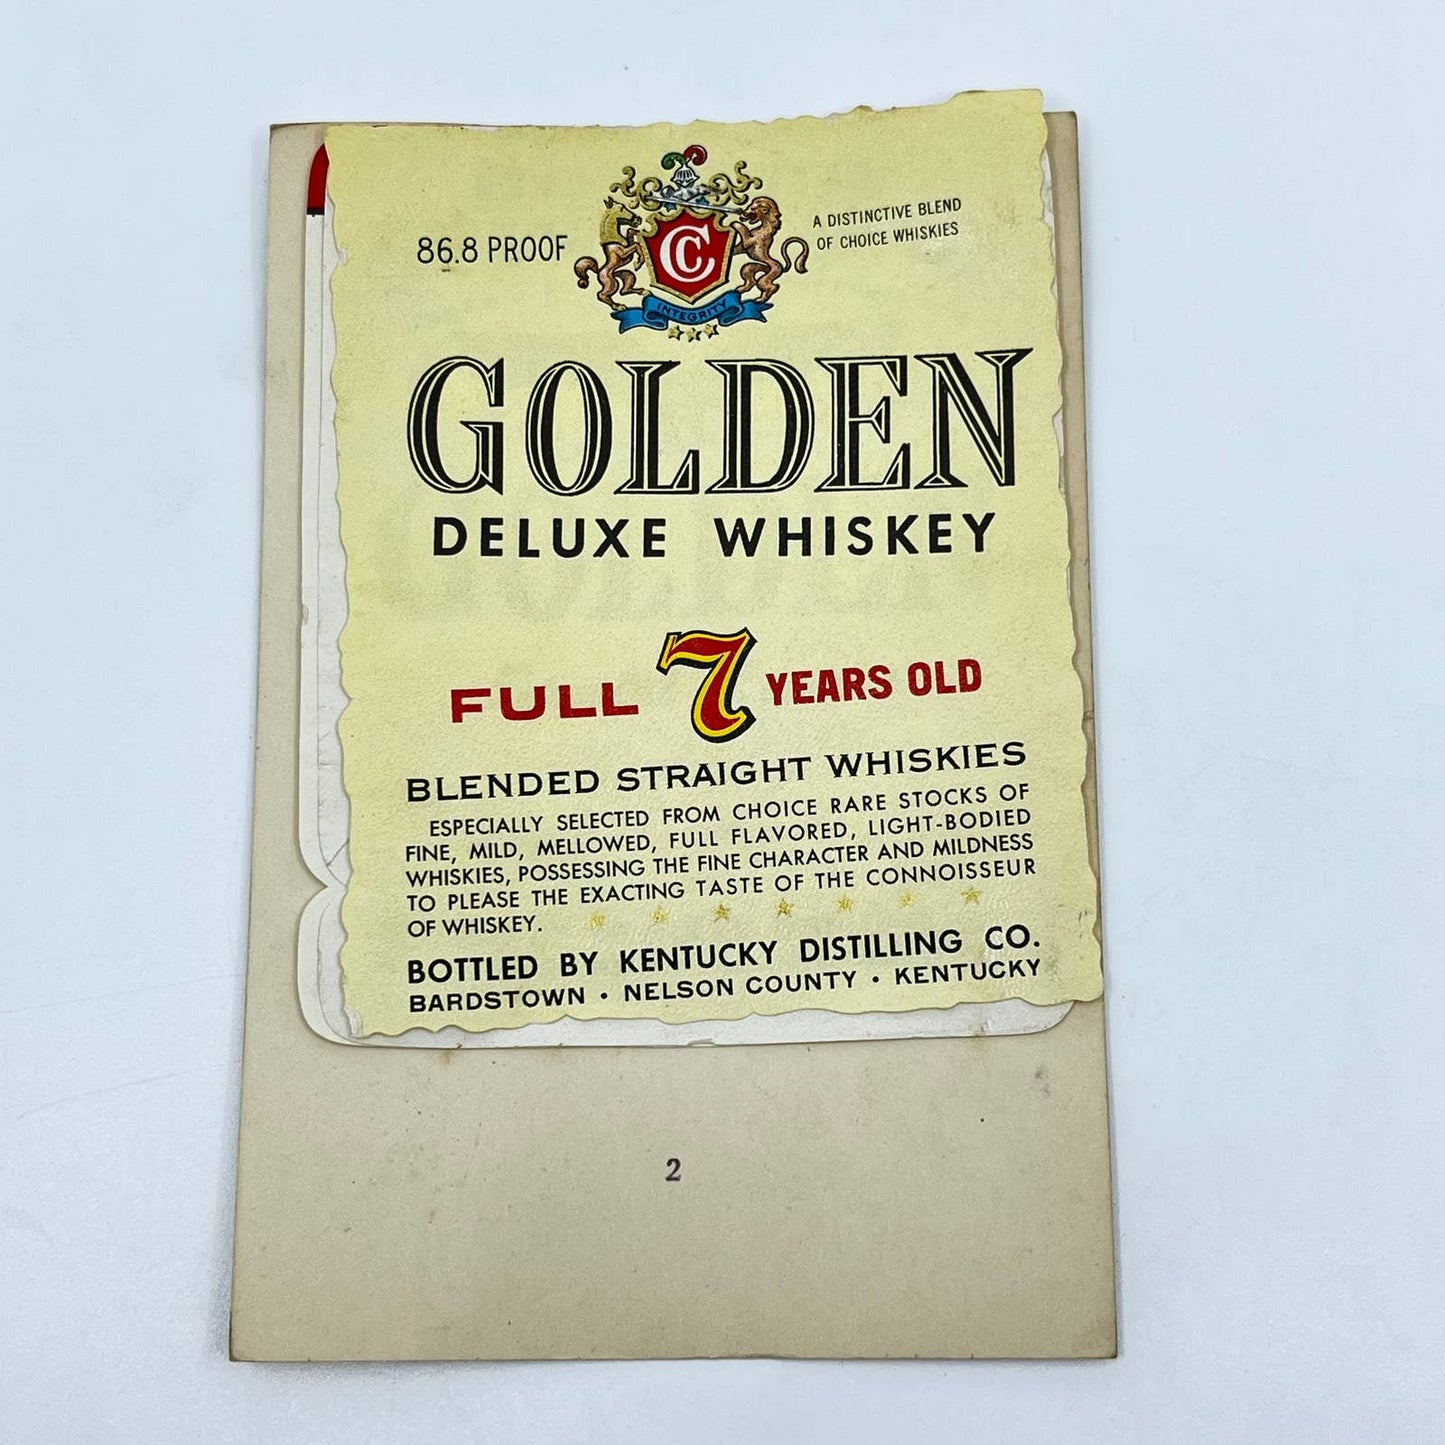 86.8 PROOF
CC
INTEGRITY
A DISTINCTIVE BLEND
OF CHOICE WHISKIES
GOLDEN
DELUXE WHISKEY
FULL 7 YEARS OLD
BLENDED STRAIGHT WHISKIES
ESPECIALLY SELECTED FROM CHOICE RARE STOCKS OF
FINE, MILD, MELLOWED, FULL FLAVORED, LIGHT-BODIED
WHISKIES, POSSESSING THE FINE CHARACTER AND MILDNESS
TO PLEASE THE EXACTING TASTE OF THE CONNOISSEUR
OF WHISKEY.
BOTTLED BY KENTUCKY DISTILLING CO.
BARDSTOWN • NELSON COUNTY • KENTUCKY
2